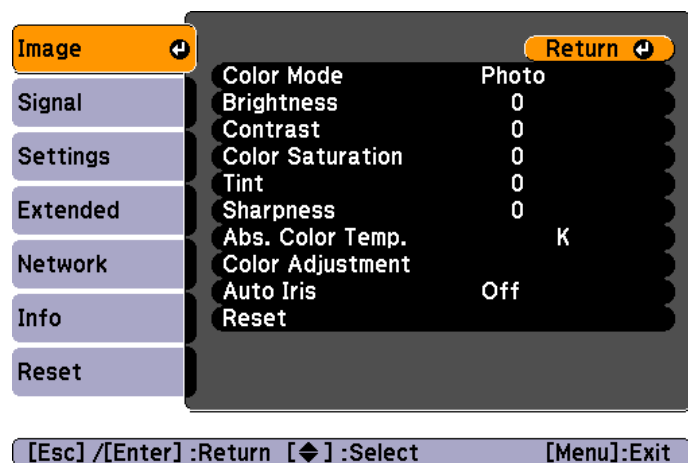 Image
Signal
Settings
Extended
Network
Info
Reset
Return
Color Mode Photo
Brightness 0
Contrast 0
Color Saturation 0
Tint 0
Sharpness 0
Abs. Color Temp. K
Color Adjustment
Auto Iris Off
Reset
[Esc] /[Enter] :Return [◆] :Select [Menu]:Exit